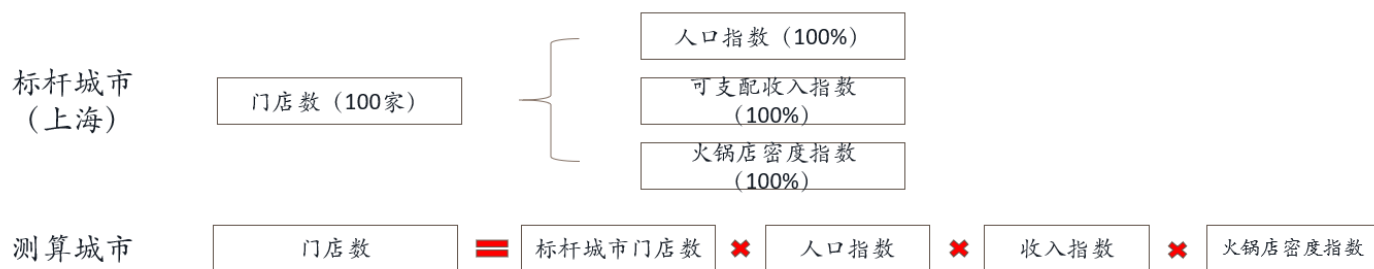 标杆城市
（上海）
门店数（100家）
人口指数（100%）
可支配收入指数
（100%）
火锅店密度指数
（100%）
测算城市
门店数
标杆城市门店数
人口指数
收入指数
火锅店密度指数